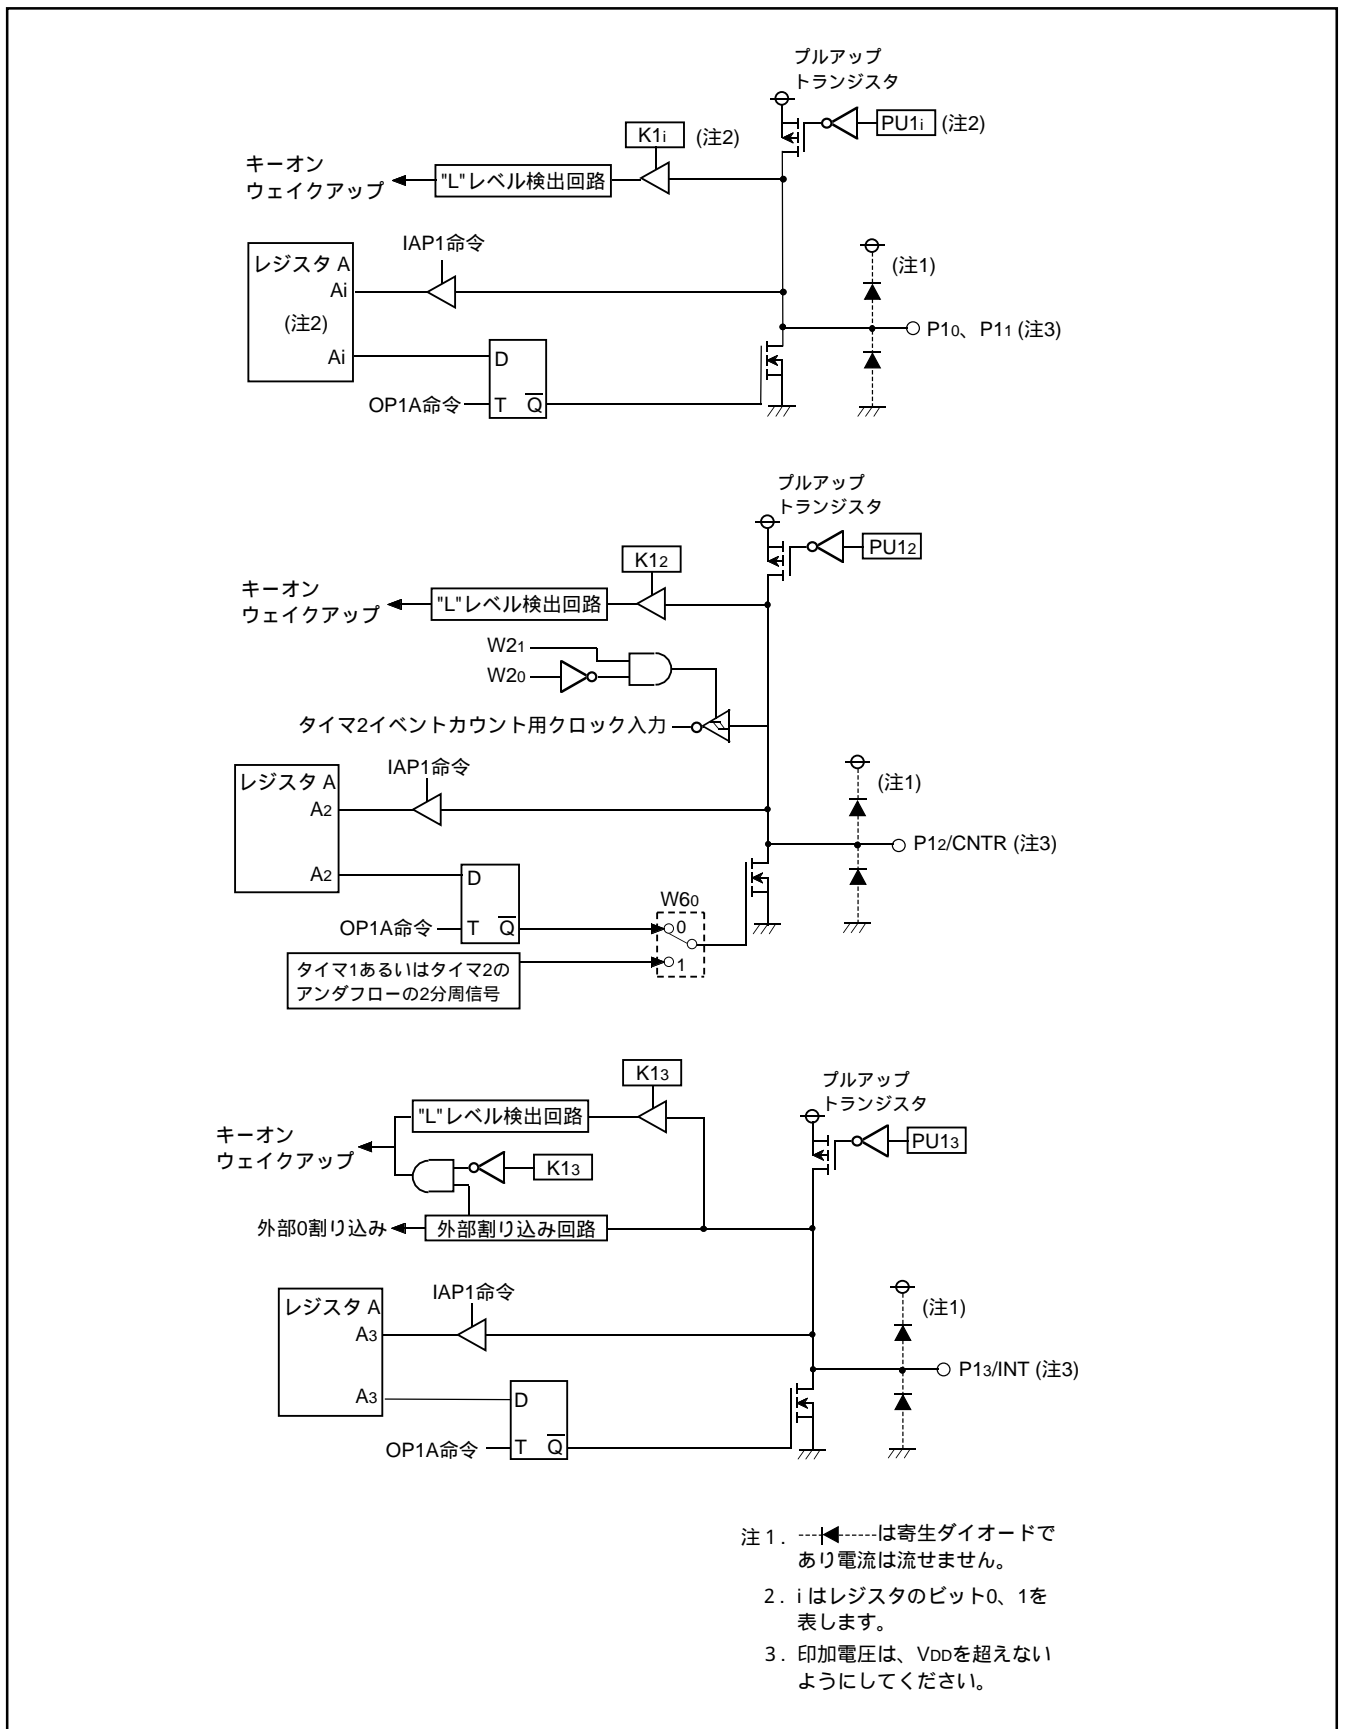 プルアップ
トランジスタ
K1i (注2)
PU1i (注2)
キーオン
ウェイクアップ
"L"レベル検出回路
IAP1命令
レジスタ A
Ai
(注2)
Ai
(注1)
P10、P11 (注3)
D
OP1A命令
T Q
プルアップ
トランジスタ
K12
PU12
キーオン
ウェイクアップ
"L"レベル検出回路
W21
W20
タイマ2イベントカウント用クロック入力
IAP1命令
レジスタ A
A2
A2
(注1)
P12/CNTR (注3)
D
OP1A命令
T Q
W60
0
1
タイマ1あるいはタイマ2の
アンダフローの2分周信号
K13
プルアップ
トランジスタ
"L"レベル検出回路
PU13
キーオン
ウェイクアップ
K13
外部0割り込み
外部割り込み回路
IAP1命令
レジスタ A
A3
A3
(注1)
P13/INT (注3)
D
OP1A命令
T Q
注 1. は寄生ダイオードで
あり電流は流せません。
2. i はレジスタのビット0、1を
表します。
3. 印加電圧は、VDDを超えない
ようにしてください。